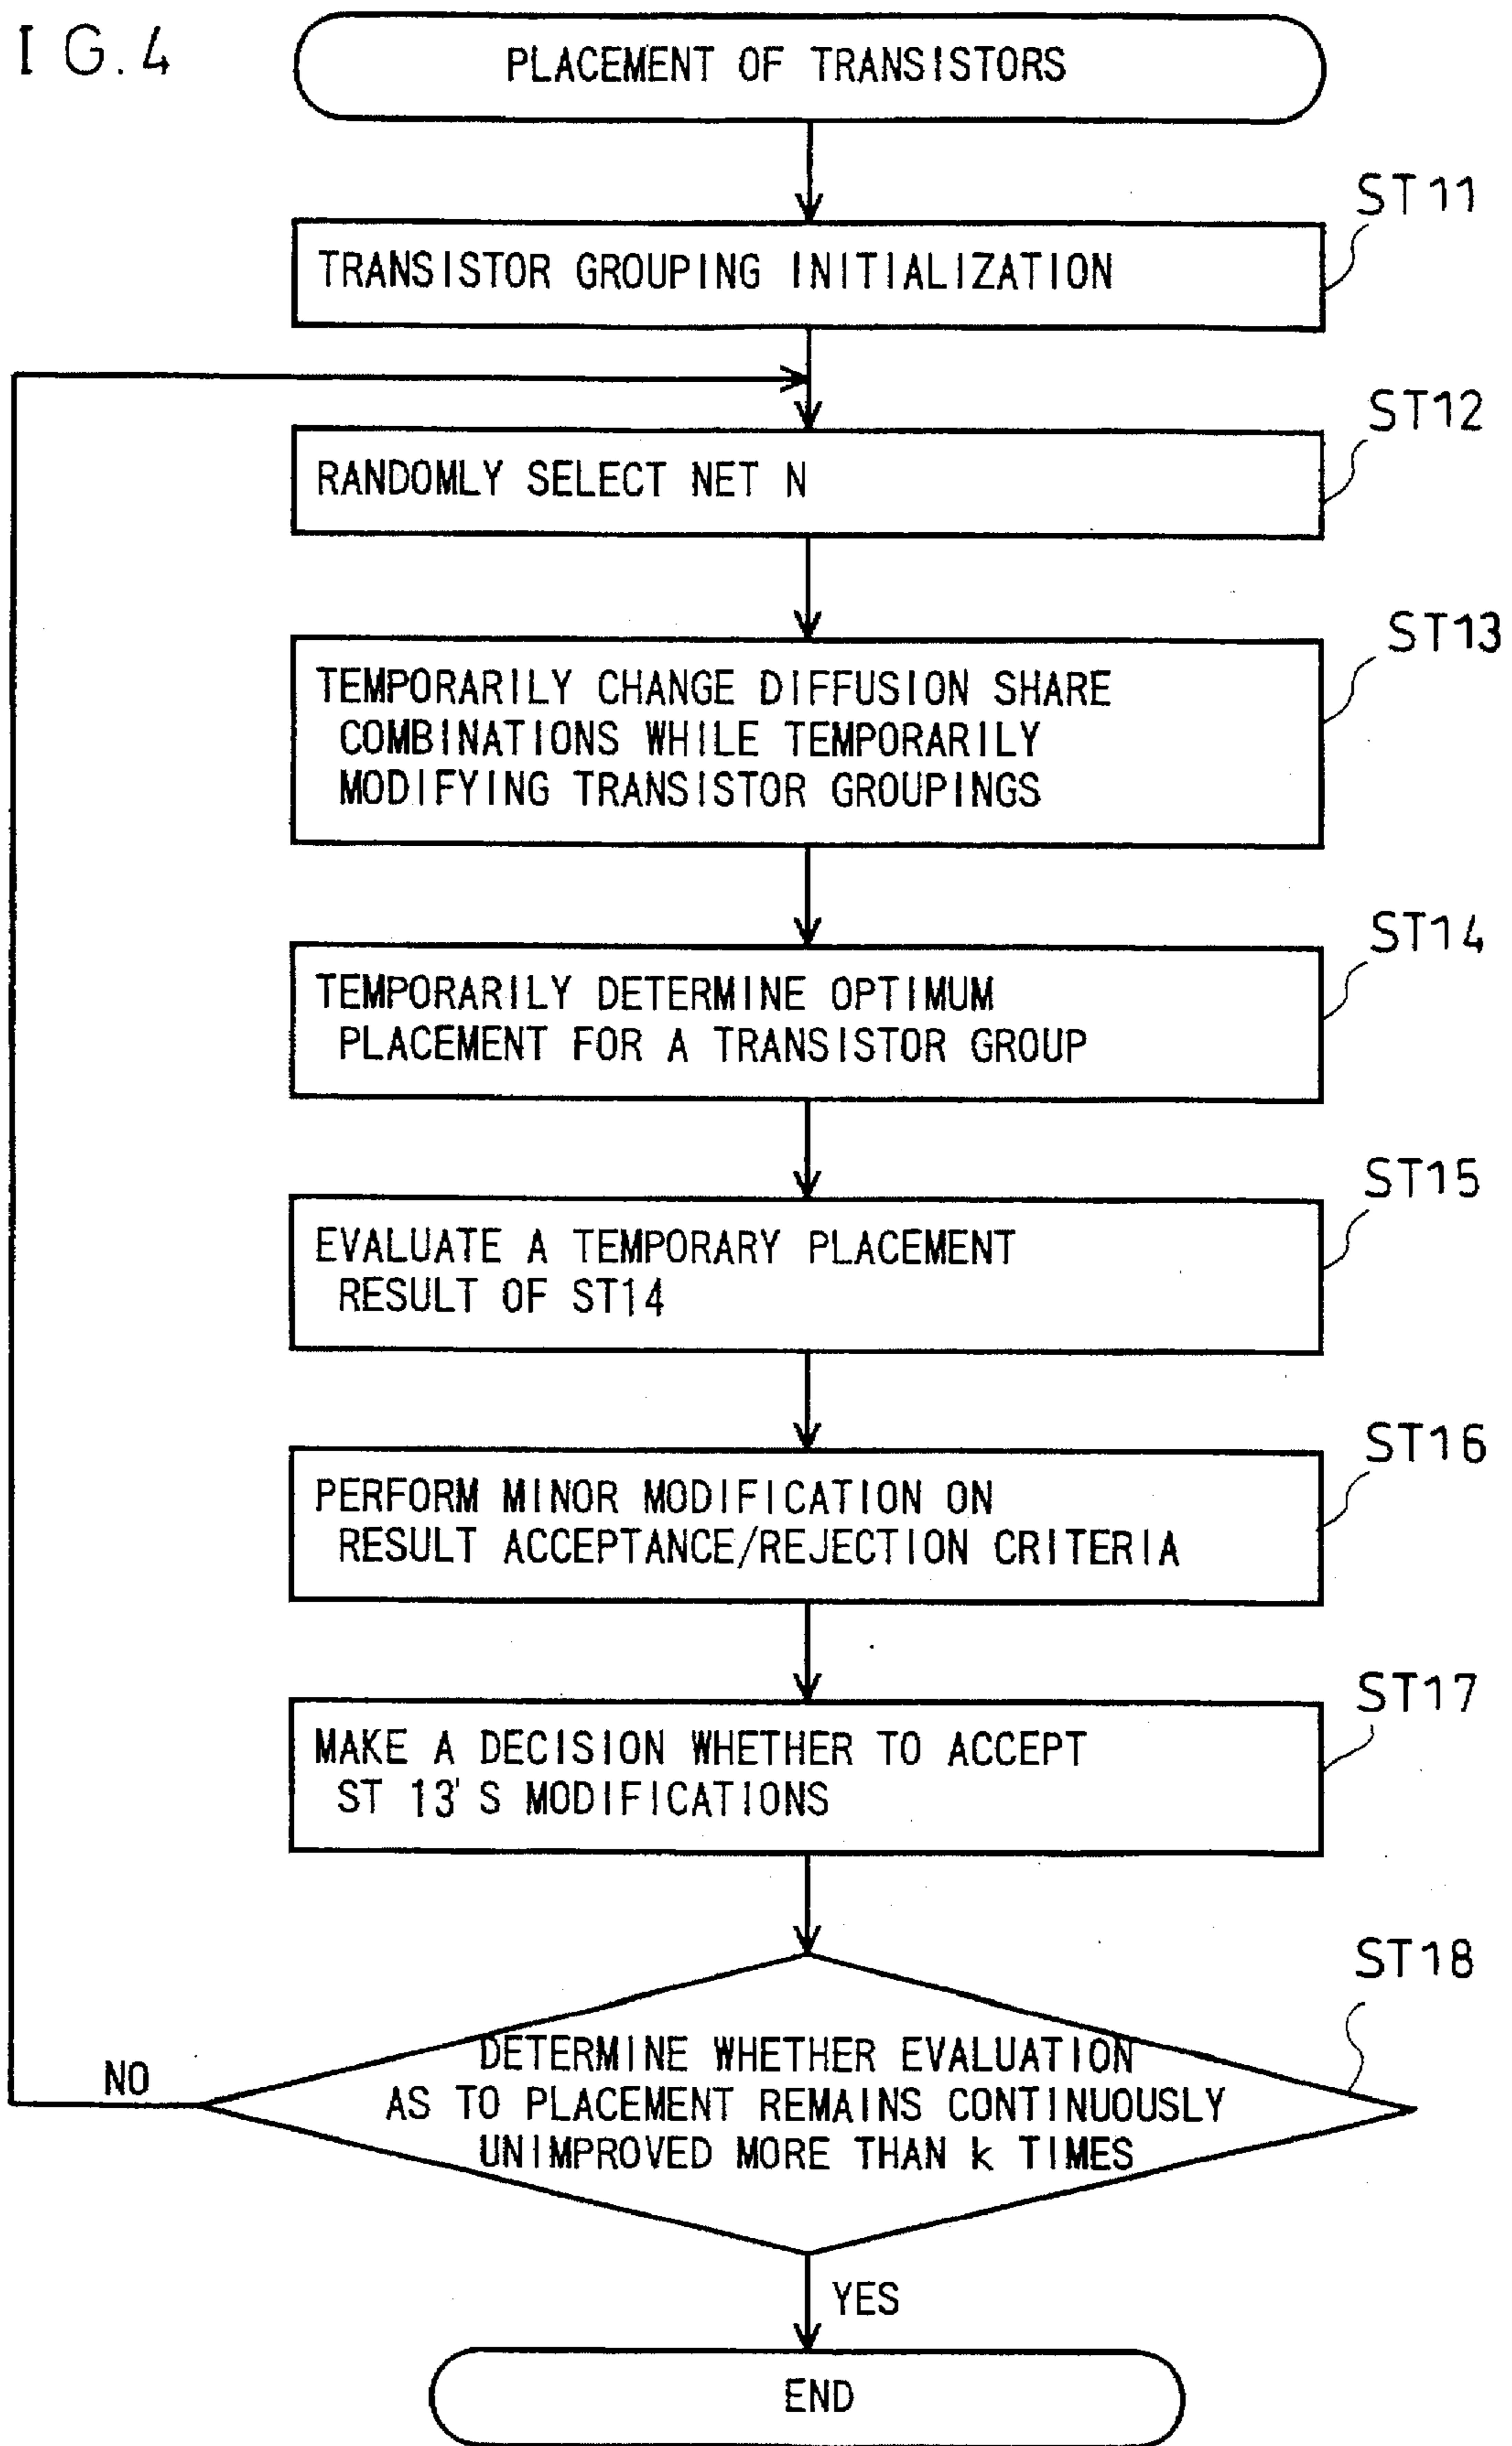 I G. 4
PLACEMENT OF TRANSISTORS
ST11
TRANSISTOR GROUPING INITIALIZATION
ST12
RANDOMLY SELECT NET N
ST13
TEMPORARILY CHANGE DIFFUSION SHARE
COMBINATIONS WHILE TEMPORARILY
MODIFYING TRANSISTOR GROUPINGS
ST14
TEMPORARILY DETERMINE OPTIMUM
PLACEMENT FOR A TRANSISTOR GROUP
ST15
EVALUATE A TEMPORARY PLACEMENT
RESULT OF ST14
ST16
PERFORM MINOR MODIFICATION ON
RESULT ACCEPTANCE/REJECTION CRITERIA
ST17
MAKE A DECISION WHETHER TO ACCEPT
ST 13'S MODIFICATIONS
ST18
DETERMINE WHETHER EVALUATION
AS TO PLACEMENT REMAINS CONTINUOUSLY
UNIMPROVED MORE THAN k TIMES
NO
YES
END